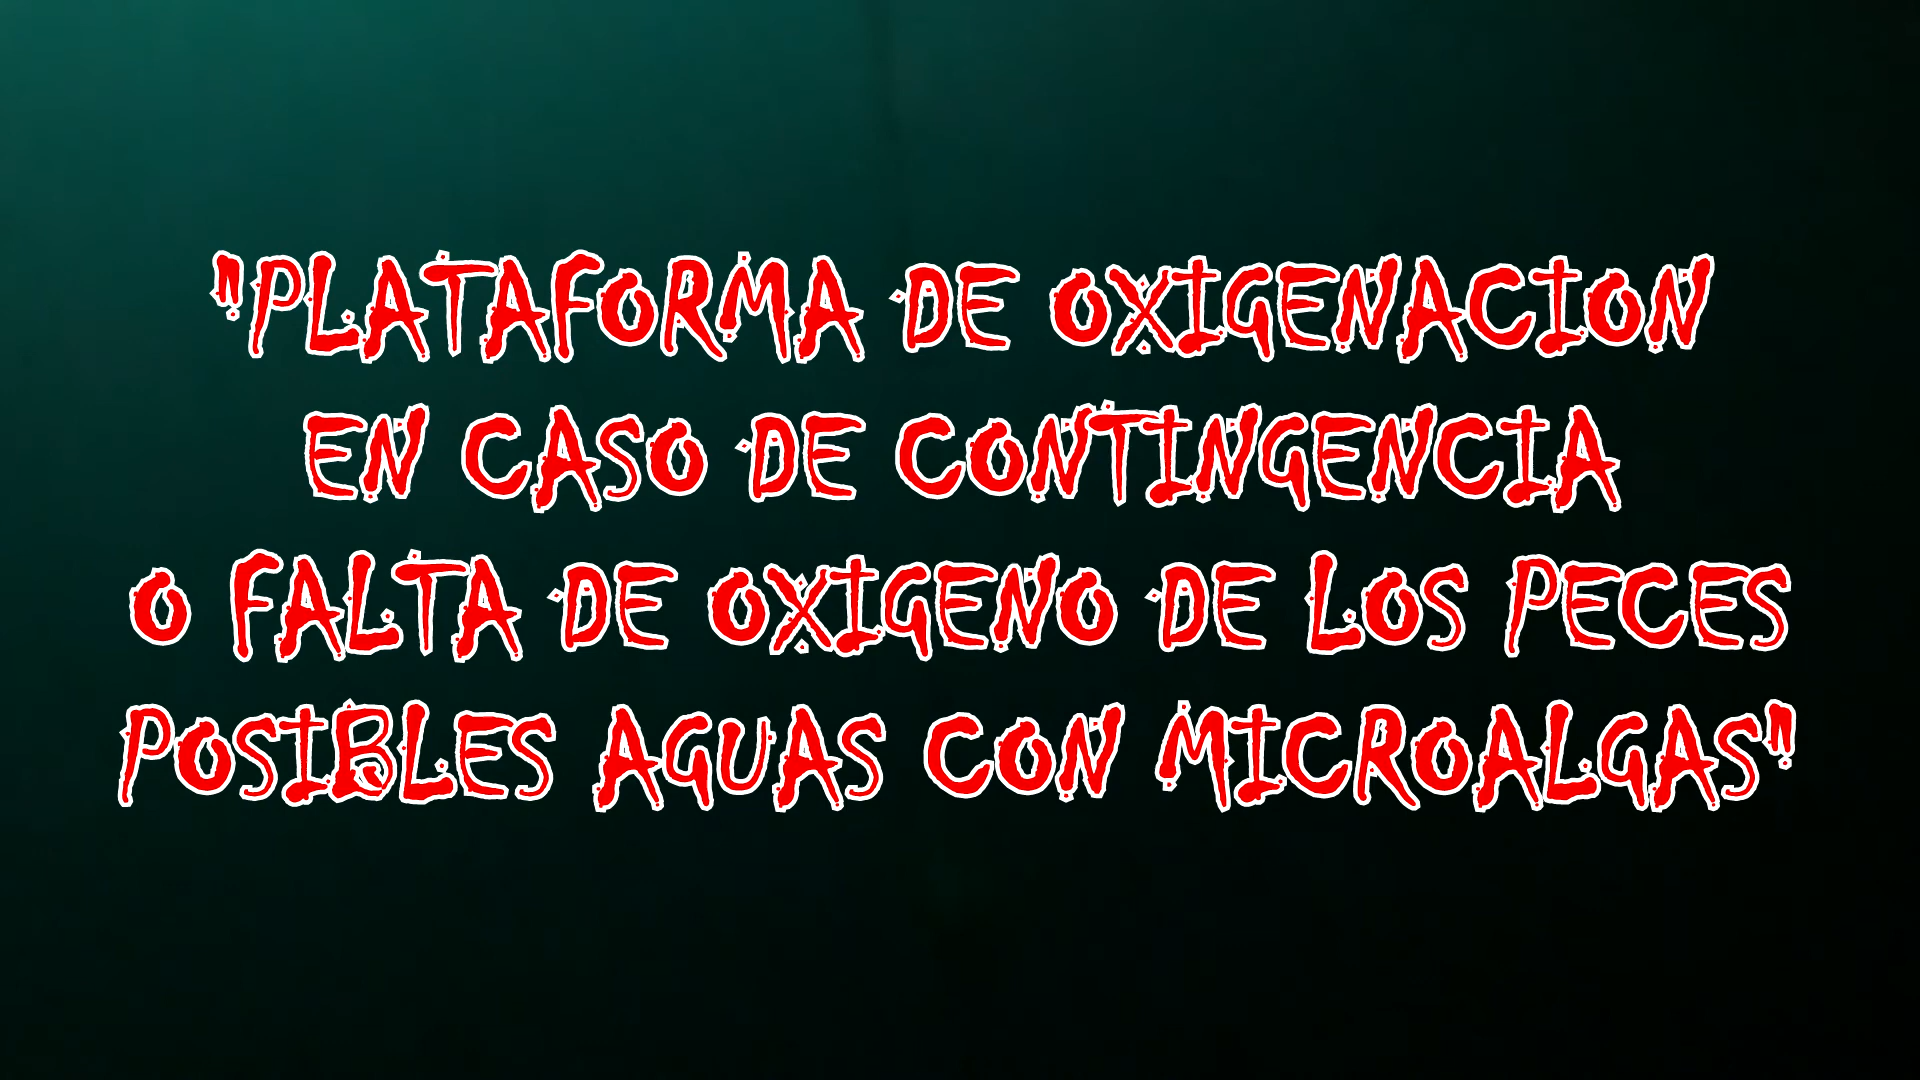 "PLATAFORMA DE OXIGENACION
EN CASO DE CONTINGENCIA
O FALTA DE OXIGENO DE LOS PECES
POSIBLES AGUAS CON MICROALGAS"